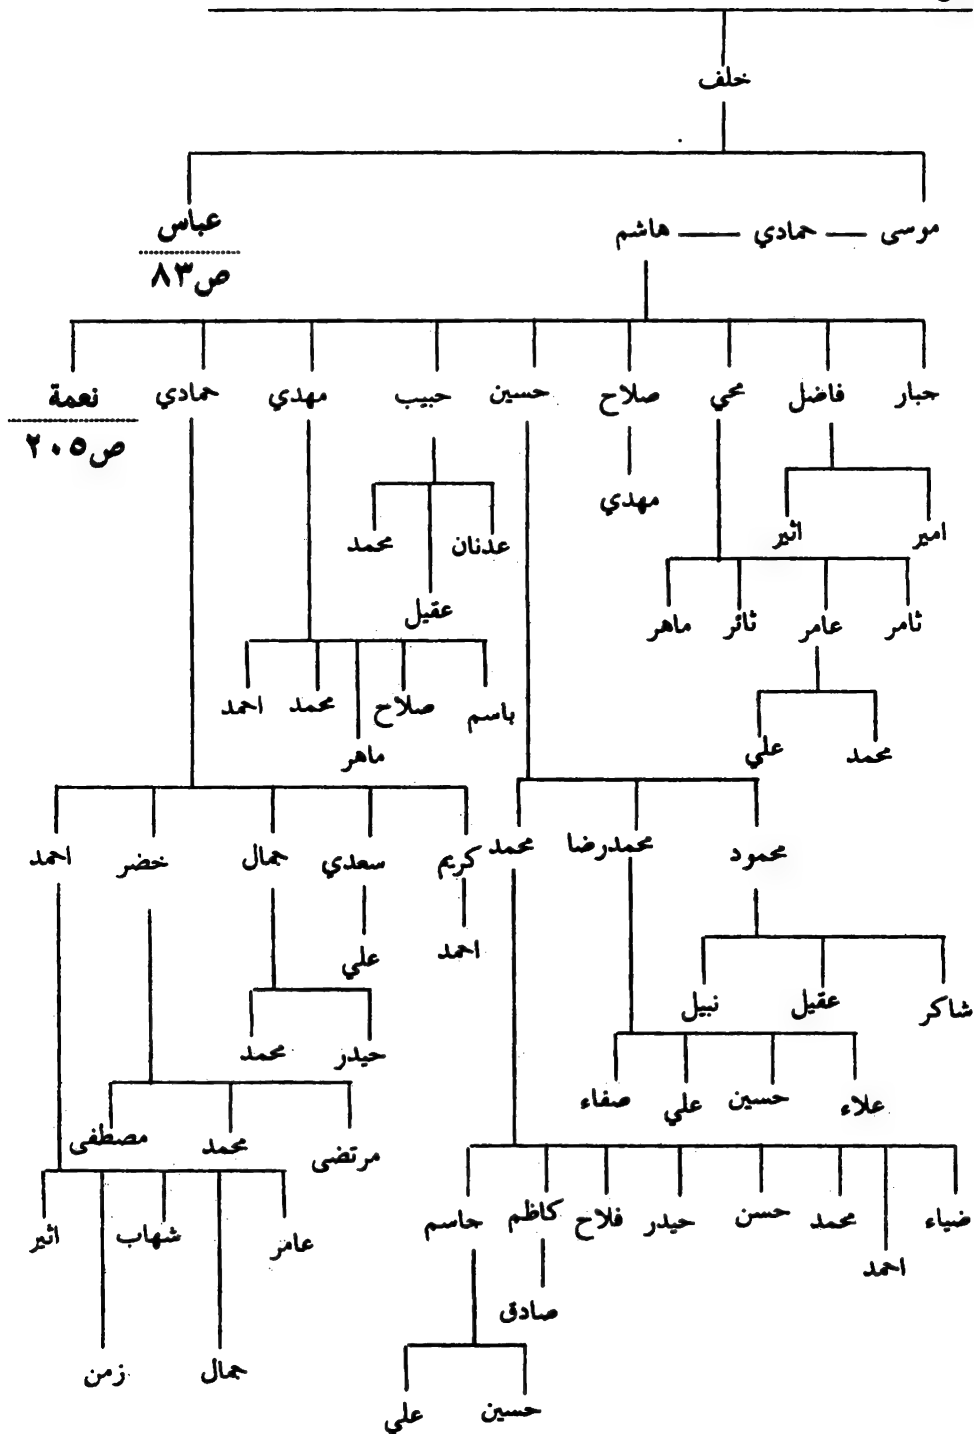 خلف
عباس
ص ٨٣
موسى — حمادي — هاشم
جبار فاضل محي صلاح حسين حبيب مهدي حمادي نعمة
ص ٢٠٥
امير اثير مهدي عدنان محمد
عقيل
ثامر عامر ثائر ماهر
باسم صلاح محمد احمد
ماهر
محمد علي
محمود محمدرضا محمد كريم سعدي جمال خضر احمد
احمد علي
شاكر عقيل نبيل
حيدر محمد
علاء حسين علي صفاء
مرتضى محمد مصطفى
ضياء محمد حسن حيدر فلاح كاظم جاسم
احمد
عامر شهاب اثير
صادق
جمال زمن
حسين علي